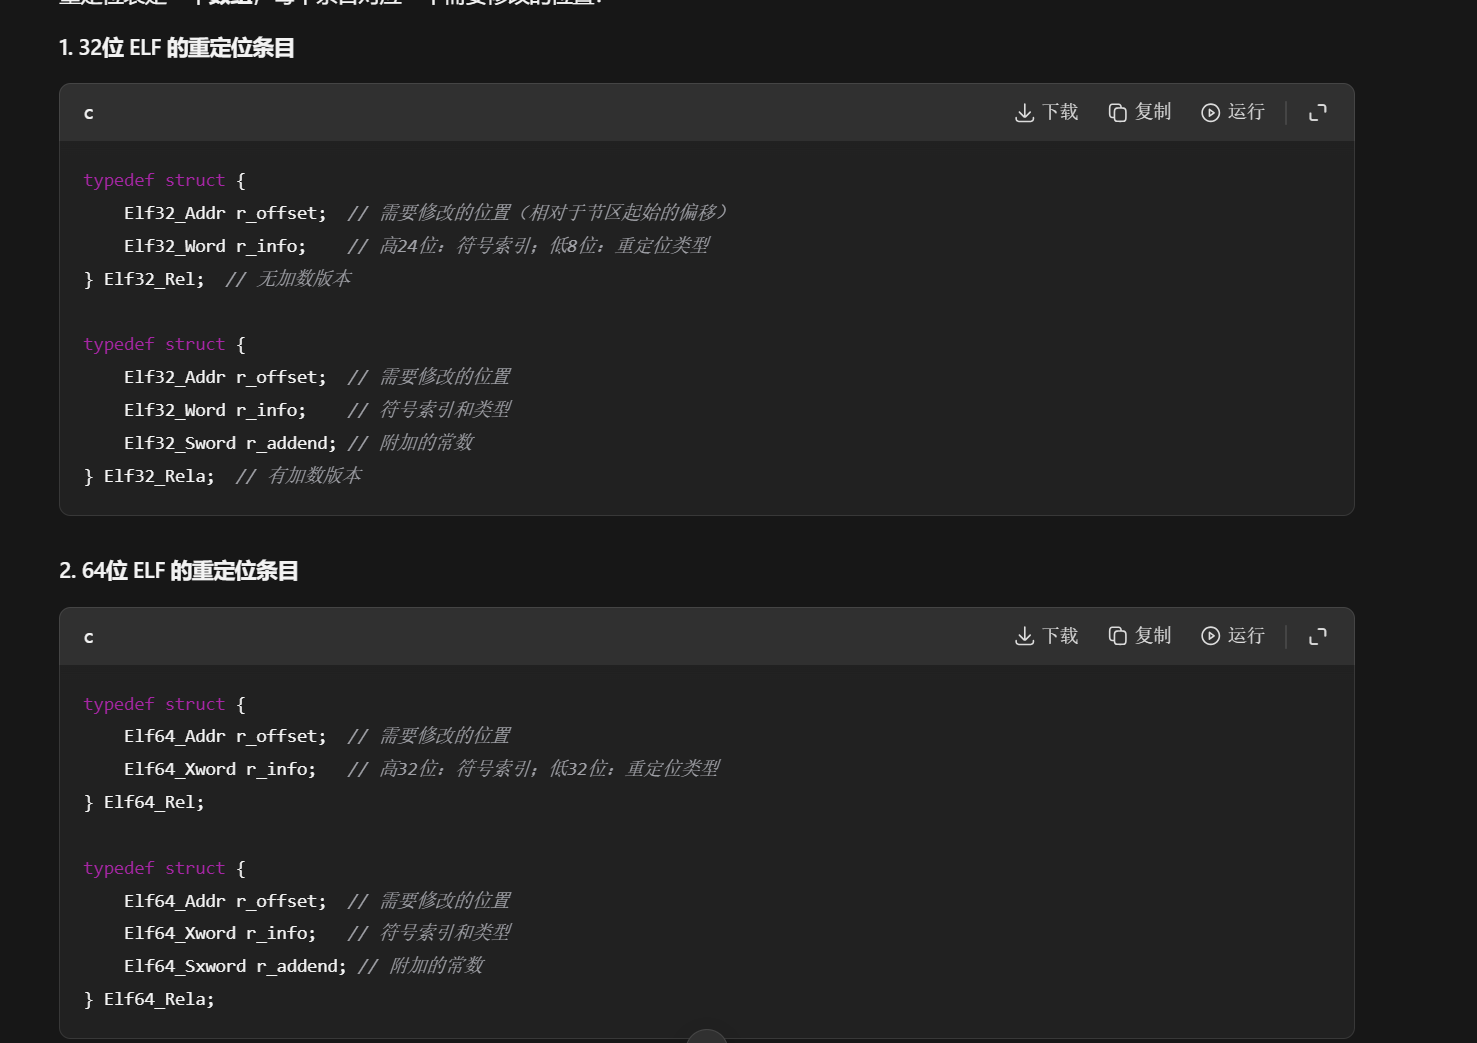 1. 32位 ELF 的重定位条目
c 下载 复制 运行
typedef struct {
Elf32_Addr r_offset; // 需要修改的位置（相对于节区起始的偏移）
Elf32_Word r_info; // 高24位：符号索引；低8位：重定位类型
} Elf32_Rel; // 无加数版本
typedef struct {
Elf32_Addr r_offset; // 需要修改的位置
Elf32_Word r_info; // 符号索引和类型
Elf32_Sword r_addend; // 附加的常数
} Elf32_Rela; // 有加数版本
2. 64位 ELF 的重定位条目
c 下载 复制 运行
typedef struct {
Elf64_Addr r_offset; // 需要修改的位置
Elf64_Xword r_info; // 高32位：符号索引；低32位：重定位类型
} Elf64_Rel;
typedef struct {
Elf64_Addr r_offset; // 需要修改的位置
Elf64_Xword r_info; // 符号索引和类型
Elf64_Sxword r_addend; // 附加的常数
} Elf64_Rela;